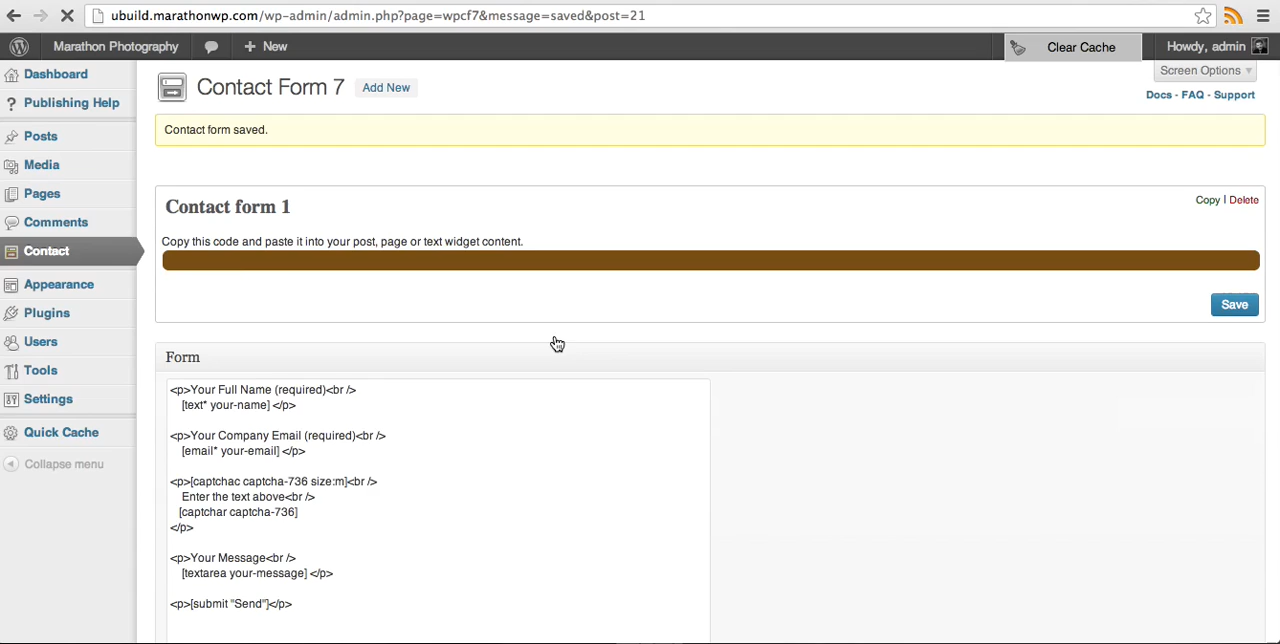 ubuild.marathonwp.com/wp-admin/admin.php?page=wpcf7&message=saved&post=21
Marathon Photography + New Clear Cache Howdy, admin
Screen Options
Docs - FAQ - Support
Dashboard
Publishing Help
Posts
Media
Pages
Comments
Contact
Appearance
Plugins
Users
Tools
Settings
Quick Cache
Collapse menu
Contact Form 7 Add New
Contact form saved.
Contact form 1
Copy | Delete
Copy this code and paste it into your post, page or text widget content.
Save
Form
<p>Your Full Name (required)<br />
[text* your-name] </p>
<p>Your Company Email (required)<br />
[email* your-email] </p>
<p>[captchac captcha-736 size:m]<br />
Enter the text above<br />
[captchar captcha-736]
</p>
<p>Your Message<br />
[textarea your-message] </p>
<p>[submit "Send"]</p>